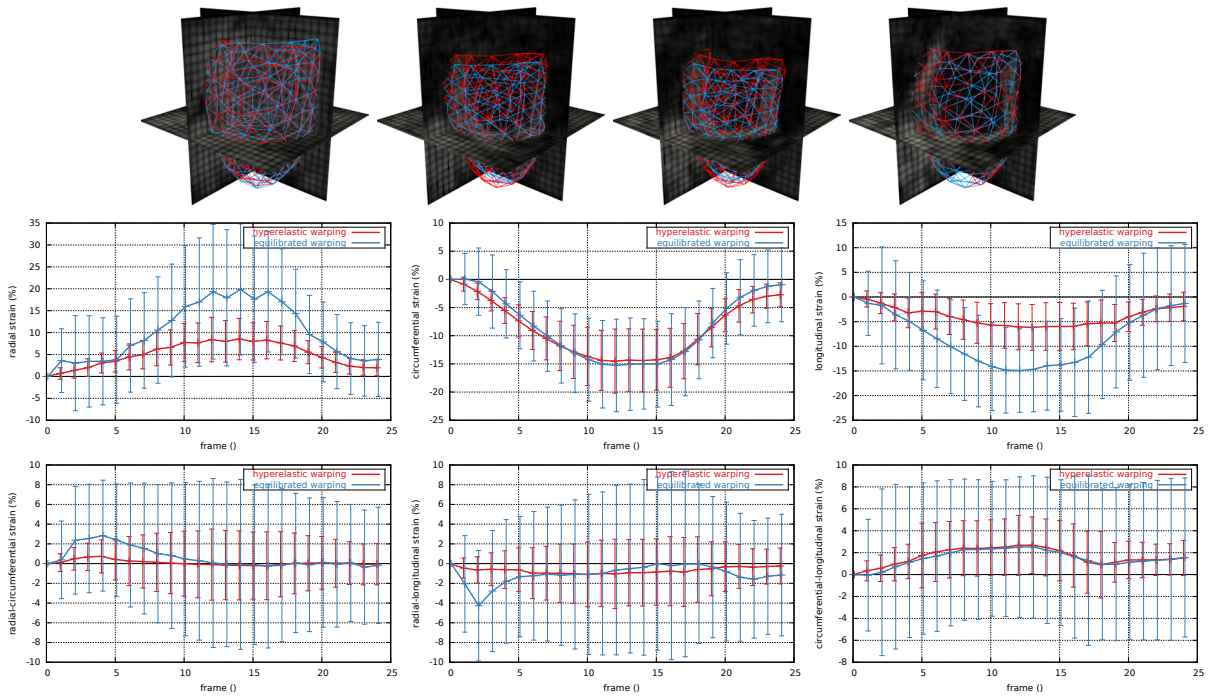 35
30
25
20
15
10
5
0
-5
-10
0 5 10 15 20 25
radial strain (%)
frame ()
hyperelastic warping
equilibrated warping
10
5
0
-5
-10
-15
-20
-25
0 5 10 15 20 25
circumferential strain (%)
frame ()
hyperelastic warping
equilibrated warping
15
10
5
0
-5
-10
-15
-20
-25
0 5 10 15 20 25
longitudinal strain (%)
frame ()
hyperelastic warping
equilibrated warping
10
8
6
4
2
0
-2
-4
-6
-8
-10
0 5 10 15 20 25
radial-circumferential strain (%)
frame ()
hyperelastic warping
equilibrated warping
10
8
6
4
2
0
-2
-4
-6
-8
-10
0 5 10 15 20 25
radial-longitudinal strain (%)
frame ()
hyperelastic warping
equilibrated warping
10
8
6
4
2
0
-2
-4
-6
-8
0 5 10 15 20 25
circumferential-longitudinal strain (%)
frame ()
hyperelastic warping
equilibrated warping